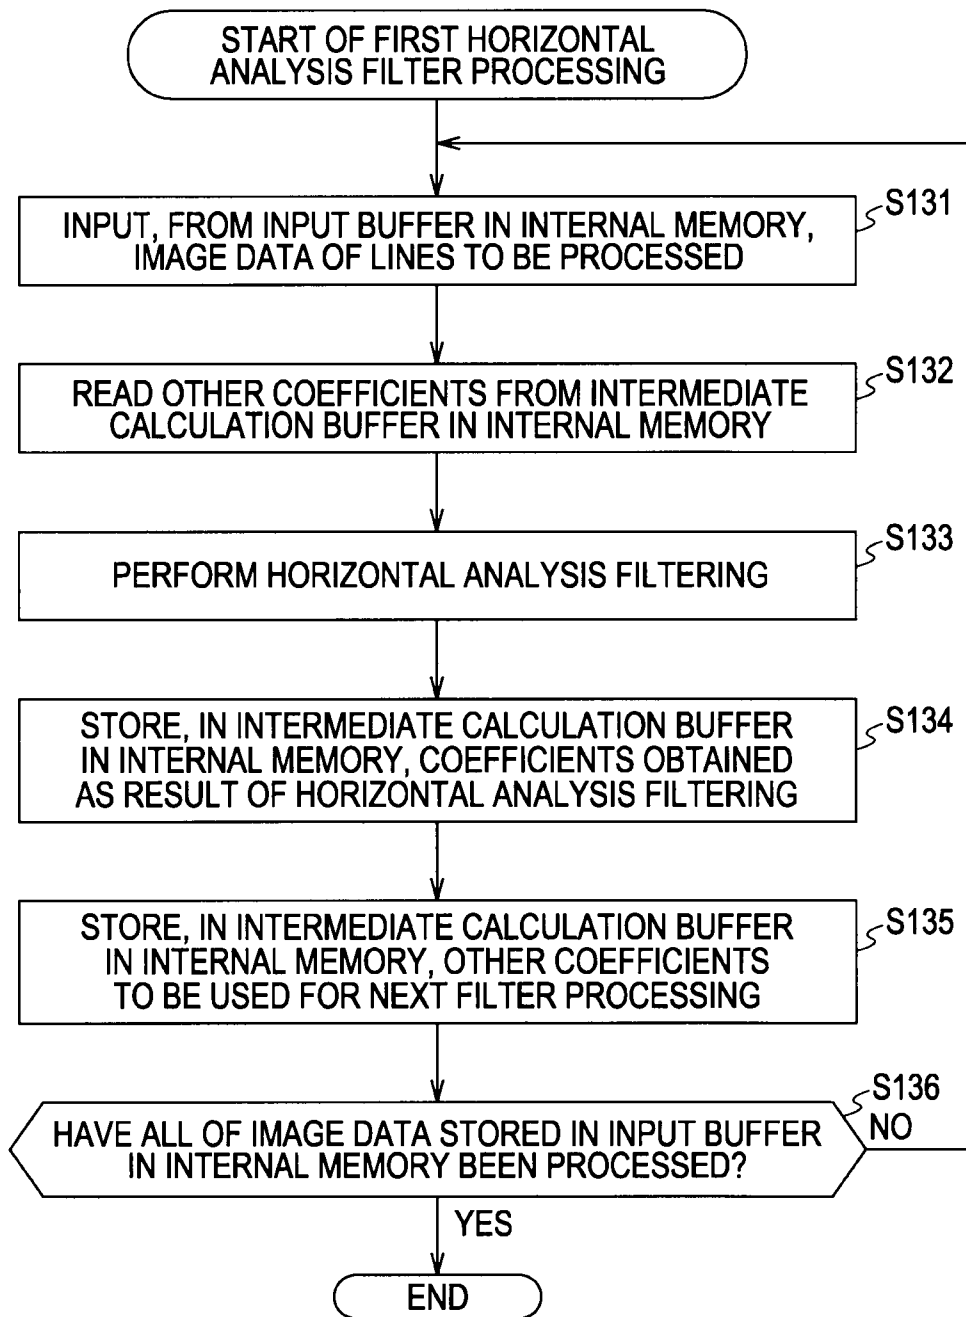 START OF FIRST HORIZONTAL
ANALYSIS FILTER PROCESSING
S131
INPUT, FROM INPUT BUFFER IN INTERNAL MEMORY,
IMAGE DATA OF LINES TO BE PROCESSED
S132
READ OTHER COEFFICIENTS FROM INTERMEDIATE
CALCULATION BUFFER IN INTERNAL MEMORY
S133
PERFORM HORIZONTAL ANALYSIS FILTERING
S134
STORE, IN INTERMEDIATE CALCULATION BUFFER
IN INTERNAL MEMORY, COEFFICIENTS OBTAINED
AS RESULT OF HORIZONTAL ANALYSIS FILTERING
S135
STORE, IN INTERMEDIATE CALCULATION BUFFER
IN INTERNAL MEMORY, OTHER COEFFICIENTS
TO BE USED FOR NEXT FILTER PROCESSING
S136
HAVE ALL OF IMAGE DATA STORED IN INPUT BUFFER
IN INTERNAL MEMORY BEEN PROCESSED?
NO
YES
END